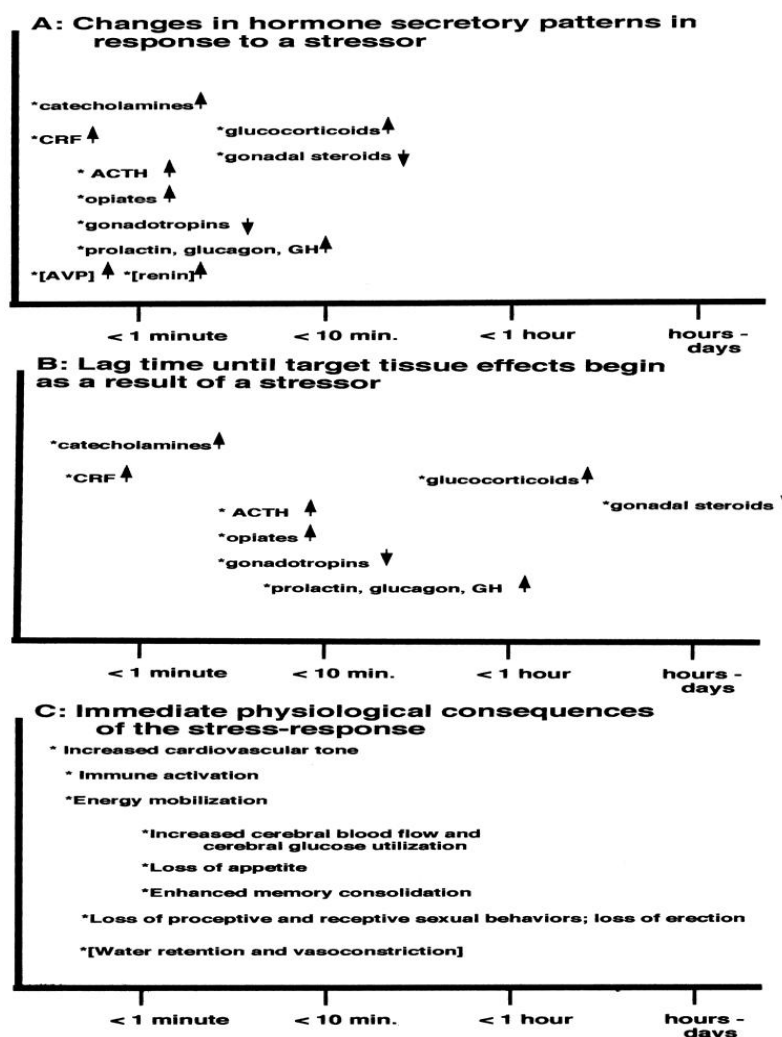 A: Changes in hormone secretory patterns in
response to a stressor
*catecholamines
*glucocorticoids
*CRF
*gonadal steroids
* ACTH
*opiates
*gonadotropins
*prolactin, glucagon, GH
*[AVP] *[renin]
< 1 minute < 10 min. < 1 hour hours -
days
B: Lag time until target tissue effects begin
as a result of a stressor
*catecholamines
*CRF *glucocorticoids
*gonadal steroids
* ACTH
*opiates
*gonadotropins
*prolactin, glucagon, GH
< 1 minute < 10 min. < 1 hour hours -
days
C: Immediate physiological consequences
of the stress-response
* Increased cardiovascular tone
* Immune activation
*Energy mobilization
*Increased cerebral blood flow and
cerebral glucose utilization
*Loss of appetite
*Enhanced memory consolidation
*Loss of proceptive and receptive sexual behaviors; loss of erection
*[Water retention and vasoconstriction]
< 1 minute < 10 min. < 1 hour hours -
days